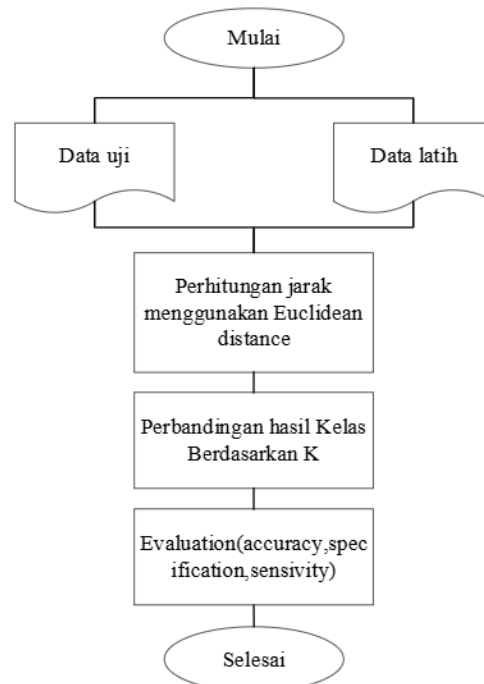 Mulai
Data uji
Data latih
Perhitungan jarak
menggunakan Euclidean
distance
Perbandingan hasil Kelas
Berdasarkan K
Evaluation(accuracy,spec
ification,sensivity)
Selesai